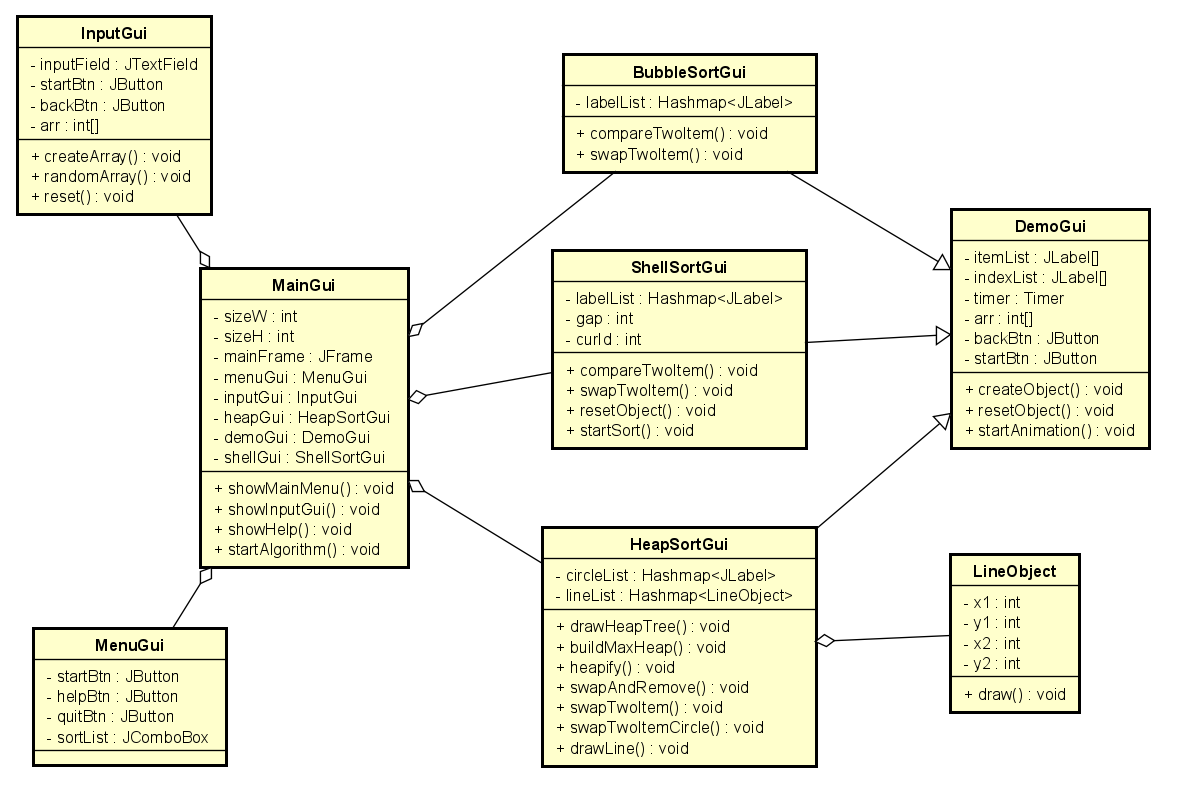 InputGui
- inputField : JTextField
- startBtn : JButton
- backBtn : JButton
- arr : int[]
+ createArray() : void
+ randomArray() : void
+ reset() : void
BubbleSortGui
- labelList : Hashmap<JLabel>
+ compareTwoItem() : void
+ swapTwoItem() : void
DemoGui
- itemList : JLabel[]
- indexList : JLabel[]
- timer : Timer
- arr : int[]
- backBtn : JButton
- startBtn : JButton
+ createObject() : void
+ resetObject() : void
+ startAnimation() : void
ShellSortGui
- labelList : Hashmap<JLabel>
- gap : int
- curId : int
+ compareTwoItem() : void
+ swapTwoItem() : void
+ resetObject() : void
+ startSort() : void
MainGui
- sizeW : int
- sizeH : int
- mainFrame : JFrame
- menuGui : MenuGui
- inputGui : InputGui
- heapGui : HeapSortGui
- demoGui : DemoGui
- shellGui : ShellSortGui
+ showMainMenu() : void
+ showInputGui() : void
+ showHelp() : void
+ startAlgorithm() : void
HeapSortGui
- circleList : Hashmap<JLabel>
- lineList : Hashmap<LineObject>
+ drawHeapTree() : void
+ buildMaxHeap() : void
+ heapify() : void
+ swapAndRemove() : void
+ swapTwoItem() : void
+ swapTwoItemCircle() : void
+ drawLine() : void
LineObject
- x1 : int
- y1 : int
- x2 : int
- y2 : int
+ draw() : void
MenuGui
- startBtn : JButton
- helpBtn : JButton
- quitBtn : JButton
- sortList : JComboBox